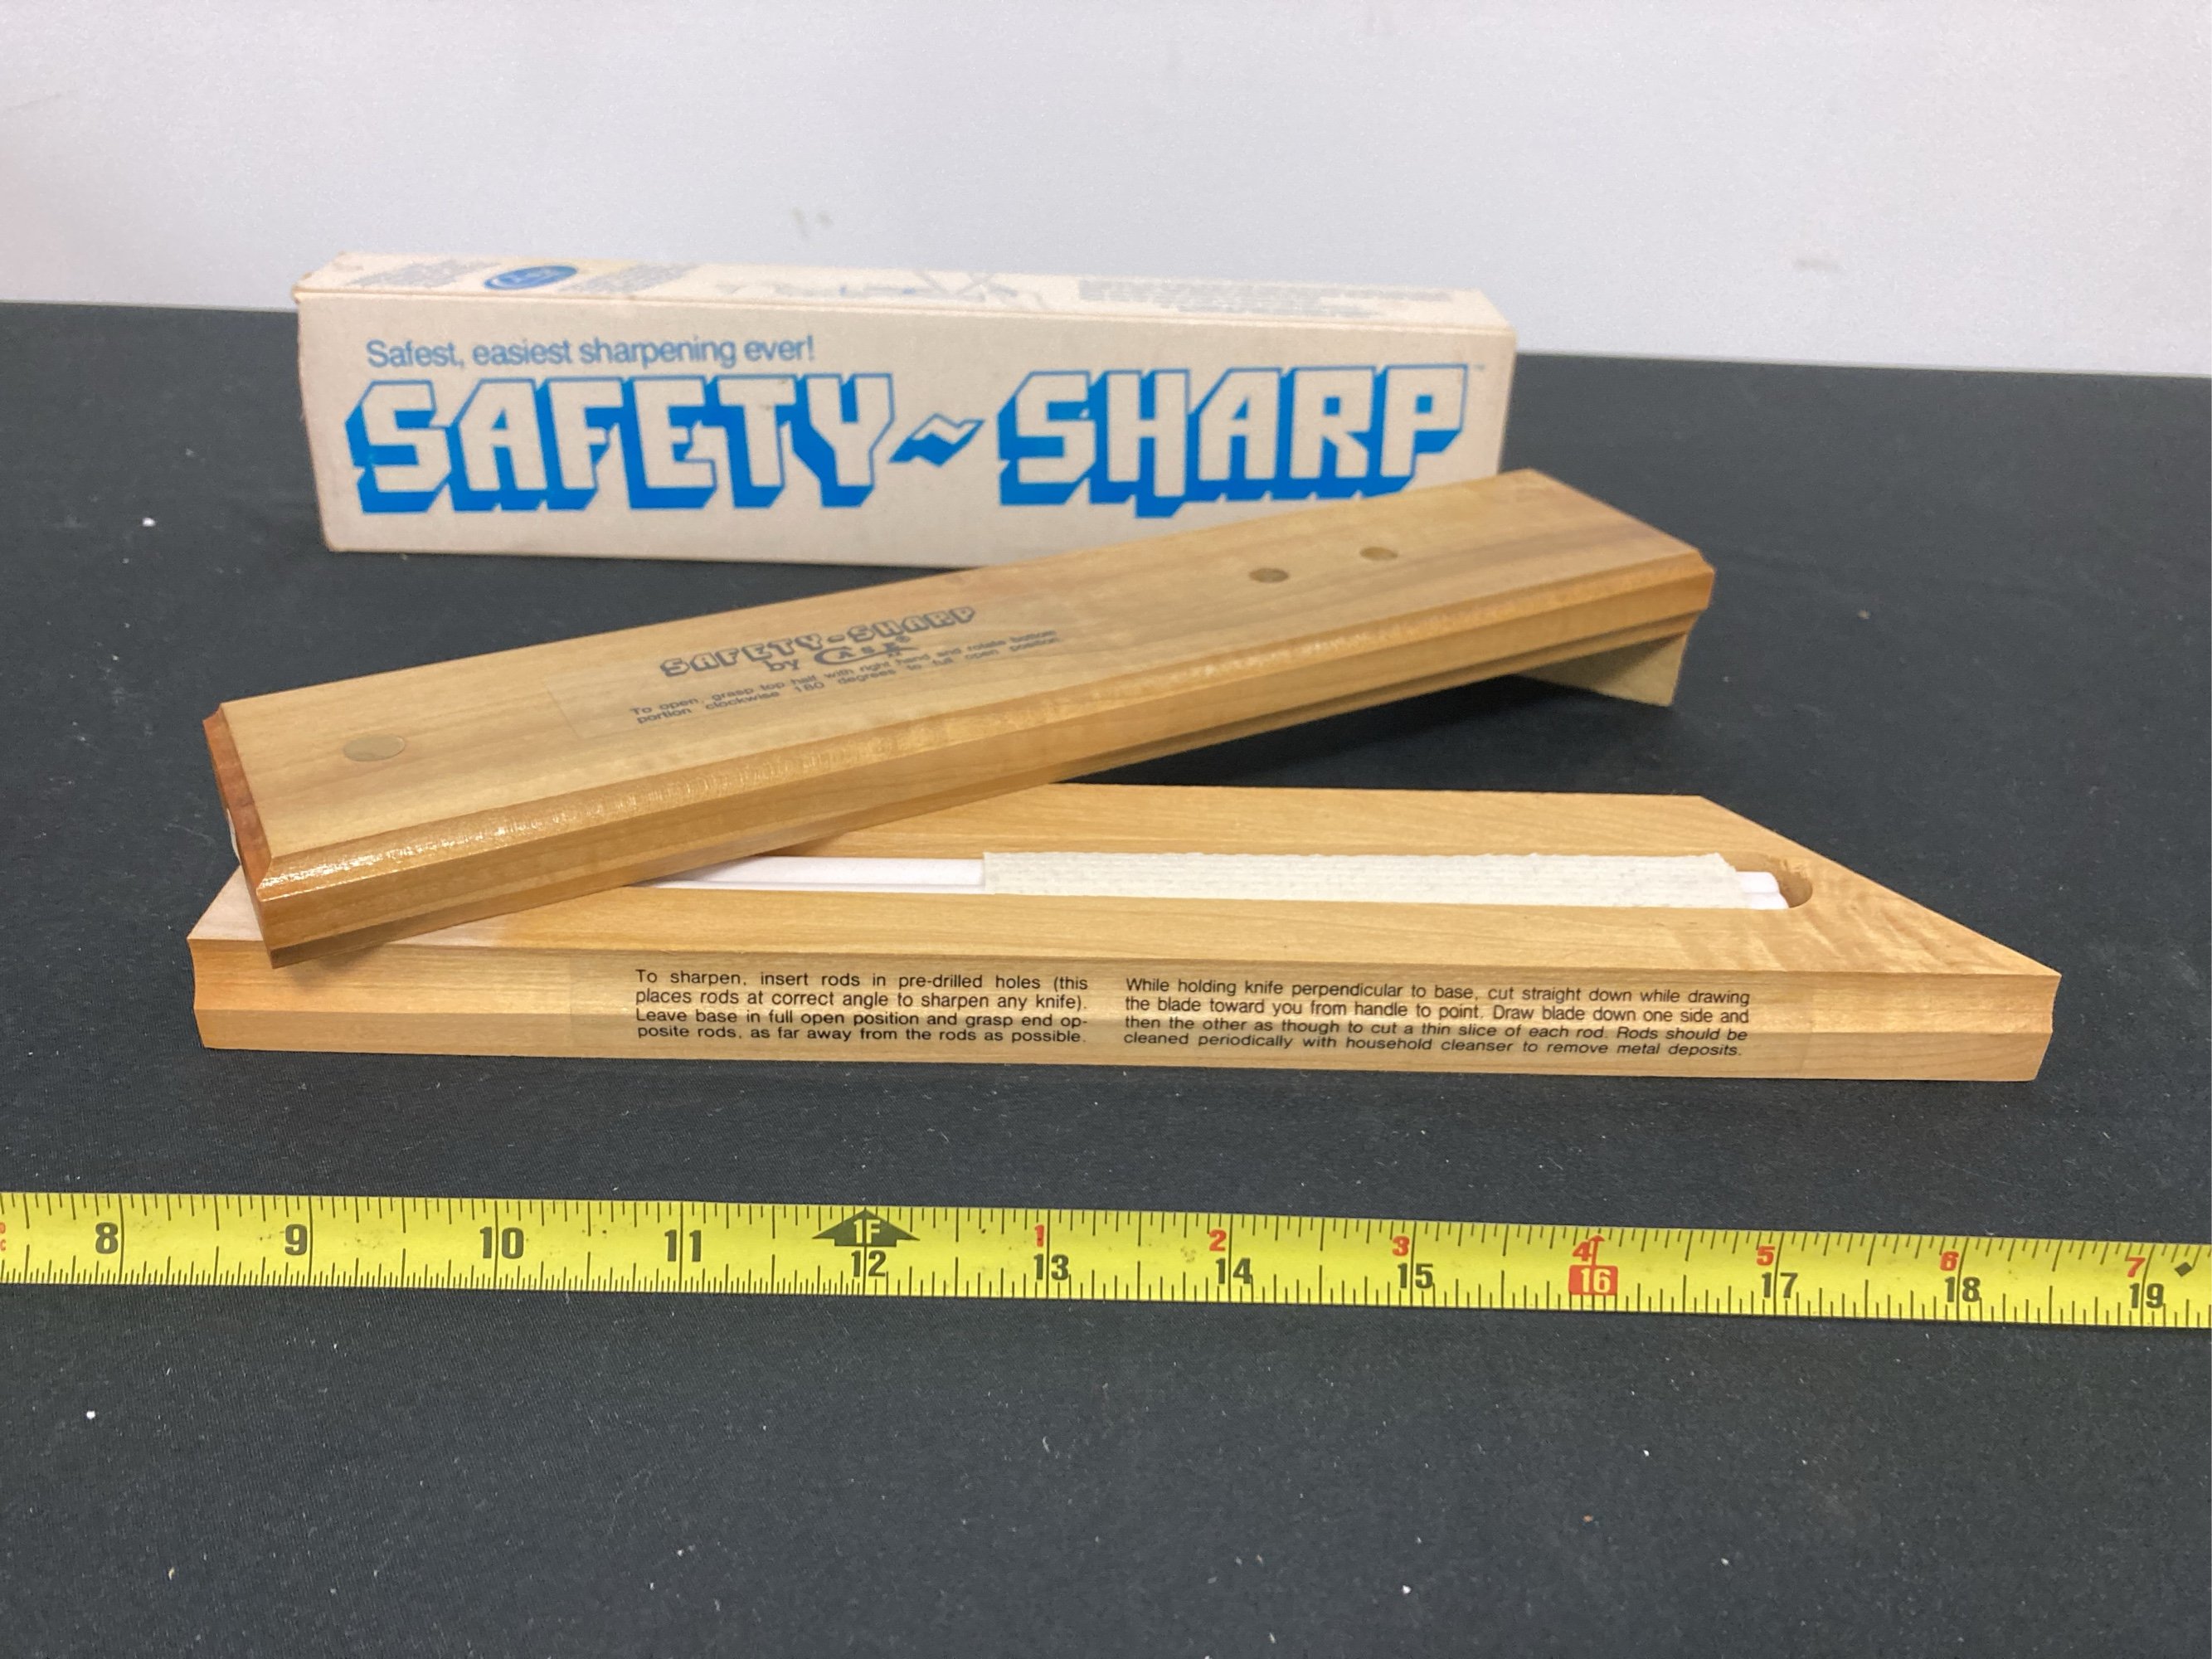 Safest, easiest sharpening ever!
SAFETY~SHARP
SAFETY~SHARP
by CASE®
To open, grasp top half with right hand and rotate bottom
portion clockwise 180 degrees to full open position.
To sharpen, insert rods in pre-drilled holes (this
places rods at correct angle to sharpen any knife).
Leave base in full open position and grasp end op-
posite rods, as far away from the rods as possible.
While holding knife perpendicular to base, cut straight down while drawing
the blade toward you from handle to point. Draw blade down one side and
then the other as though to cut a thin slice of each rod. Rods should be
cleaned periodically with household cleanser to remove metal deposits.
1F 1 2 3 4 5 6 7
8 9 10 11 12 13 14 15 16 17 18 19